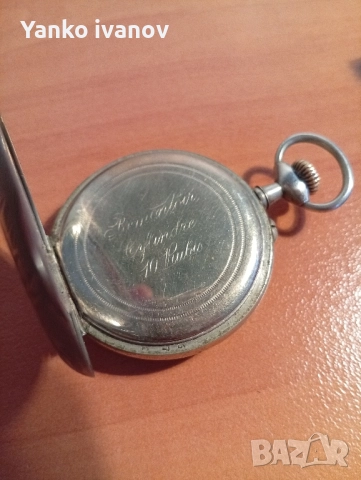 Yanko ivanov
Remontoir
Cylindre
10 Rubis
BAZAR